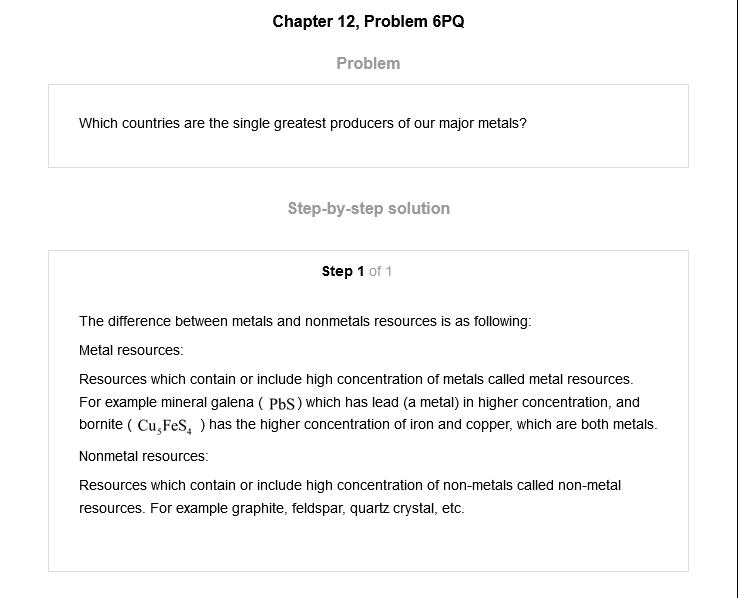 Chapter 12, Problem 6PQ
Problem
Which countries are the single greatest producers of our major metals?
Step-by-step solution
Step 1 of 1
The difference between metals and nonmetals resources is as following:
Metal resources:
Resources which contain or include high concentration of metals called metal resources.
For example mineral galena ( PbS ) which has lead (a metal) in higher concentration, and
bornite ( Cu₅FeS₄ ) has the higher concentration of iron and copper, which are both metals.
Nonmetal resources:
Resources which contain or include high concentration of non-metals called non-metal
resources. For example graphite, feldspar, quartz crystal, etc.